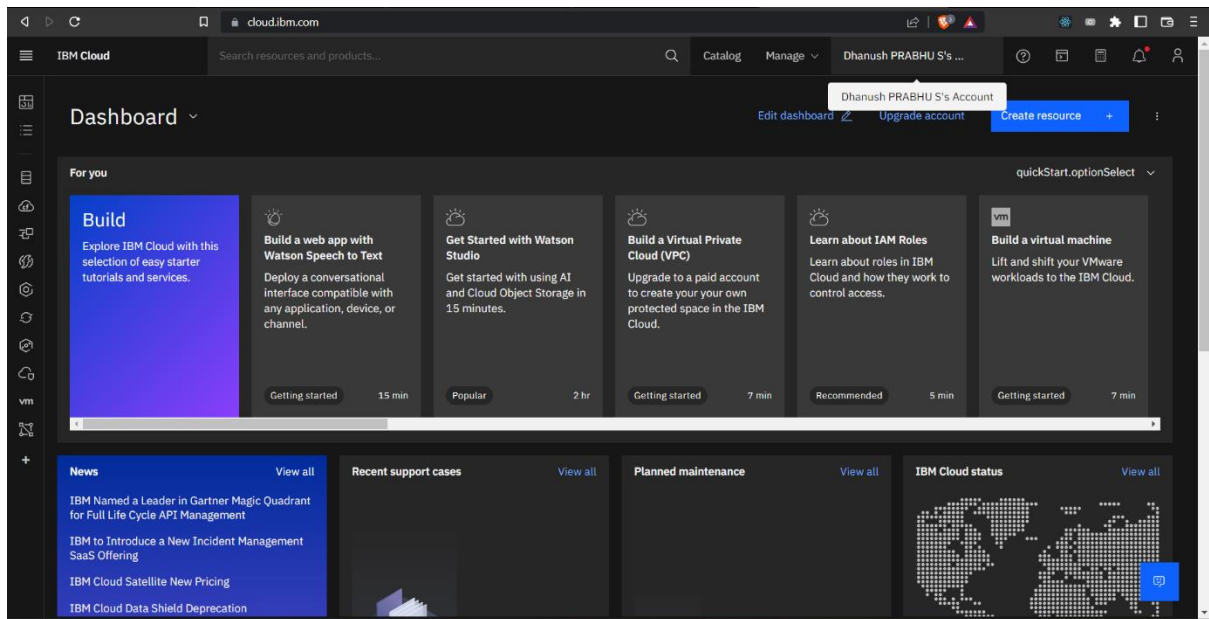 cloud.ibm.com
IBM Cloud
Search resources and products...
Catalog
Manage
Dhanush PRABHU S's ...
Dhanush PRABHU S's Account
Dashboard
Edit dashboard
Upgrade account
Create resource +
For you
quickStart.optionSelect
Build
Explore IBM Cloud with this
selection of easy starter
tutorials and services.
Build a web app with
Watson Speech to Text
Deploy a conversational
interface compatible with
any application, device, or
channel.
Getting started
15 min
Get Started with Watson
Studio
Get started with using AI
and Cloud Object Storage in
15 minutes.
Popular
2 hr
Build a Virtual Private
Cloud (VPC)
Upgrade to a paid account
to create your your own
protected space in the IBM
Cloud.
Getting started
7 min
Learn about IAM Roles
Learn about roles in IBM
Cloud and how they work to
control access.
Recommended
5 min
vm
Build a virtual machine
Lift and shift your VMware
workloads to the IBM Cloud.
Getting started
7 min
vm
News
View all
IBM Named a Leader in Gartner Magic Quadrant
for Full Life Cycle API Management
IBM to Introduce a New Incident Management
SaaS Offering
IBM Cloud Satellite New Pricing
IBM Cloud Data Shield Deprecation
Recent support cases
View all
Planned maintenance
View all
IBM Cloud status
View all